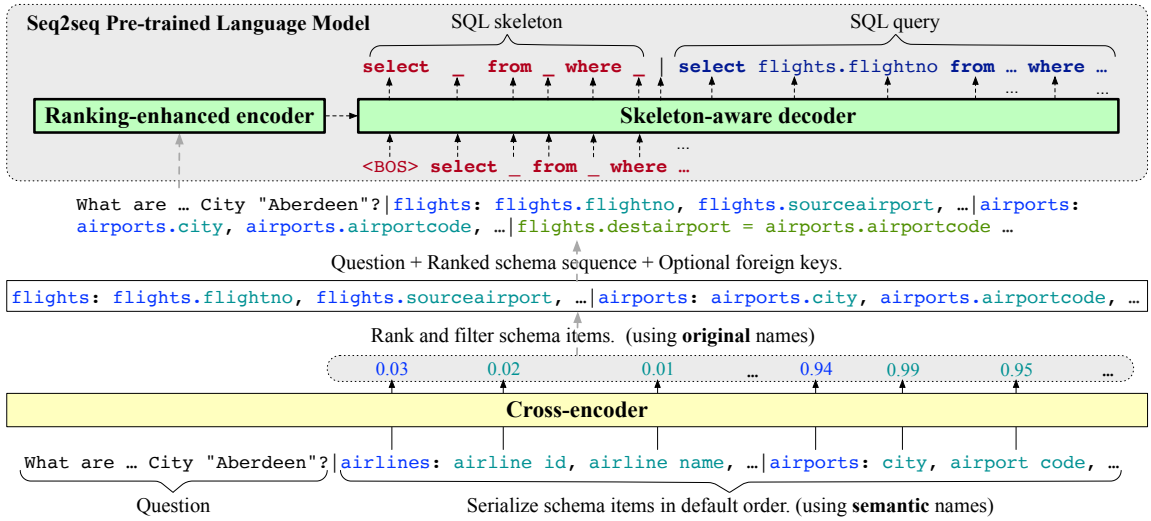 Seq2seq Pre-trained Language Model
SQL skeleton
SQL query
select _ from _ where _ | select flights.flightno from … where …
... ...
Ranking-enhanced encoder
Skeleton-aware decoder
...
<BOS> select _ from _ where …
What are … City "Aberdeen"?|flights: flights.flightno, flights.sourceairport, …|airports:
airports.city, airports.airportcode, …|flights.destairport = airports.airportcode …
Question + Ranked schema sequence + Optional foreign keys.
flights: flights.flightno, flights.sourceairport, …|airports: airports.city, airports.airportcode, …
Rank and filter schema items. (using original names)
0.03 0.02 0.01 ... 0.94 0.99 0.95 ...
Cross-encoder
What are … City "Aberdeen"?|airlines: airline id, airline name, …|airports: city, airport code, …
Question
Serialize schema items in default order. (using semantic names)